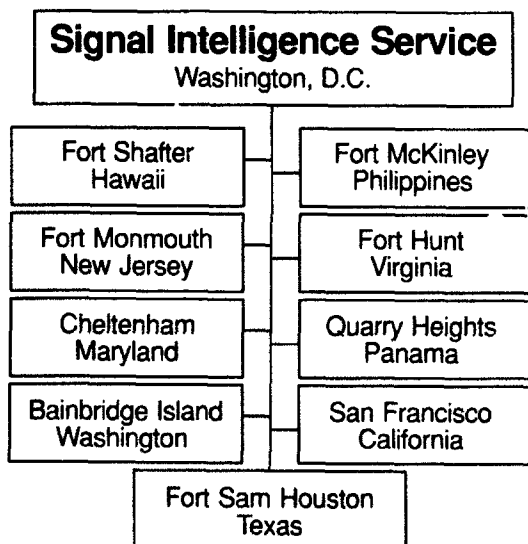 Signal Intelligence Service
Washington, D.C.
Fort Shafter
Hawaii
Fort McKinley
Philippines
Fort Monmouth
New Jersey
Fort Hunt
Virginia
Cheltenham
Maryland
Quarry Heights
Panama
Bainbridge Island
Washington
San Francisco
California
Fort Sam Houston
Texas